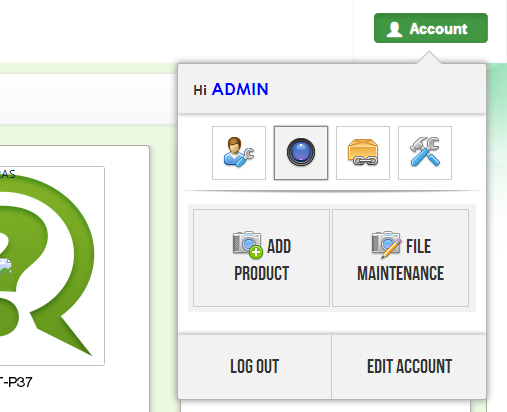 Account
Hi ADMIN
AS
ADD
PRODUCT
FILE
MAINTENANCE
T-P37
LOG OUT
EDIT ACCOUNT